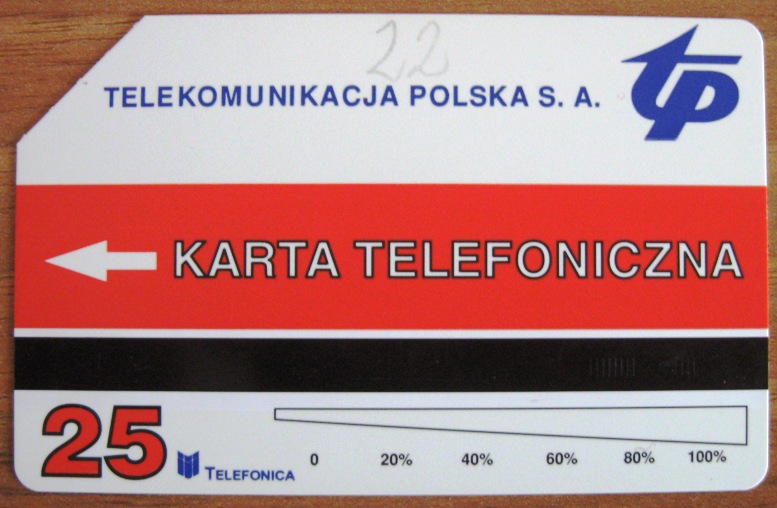 22
TELEKOMUNIKACJA POLSKA S. A.
tp
KARTA TELEFONICZNA
25
TELEFONICA
0 20% 40% 60% 80% 100%